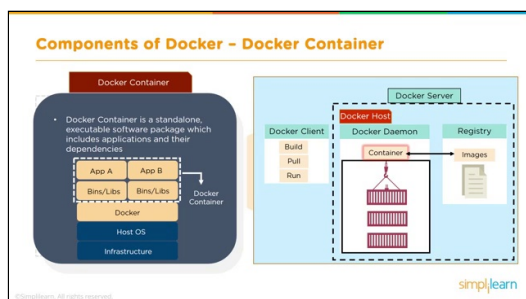 Components of Docker – Docker Container
Docker Container
• Docker Container is a standalone,
executable software package which
includes applications and their
dependencies
App A
App B
Bins/Libs
Bins/Libs
Docker
Container
Docker
Host OS
Infrastructure
Docker Server
Docker Host
Docker Client
Docker Daemon
Registry
Build
Pull
Run
Container
Images
©Simplilearn. All rights reserved.
simplilearn